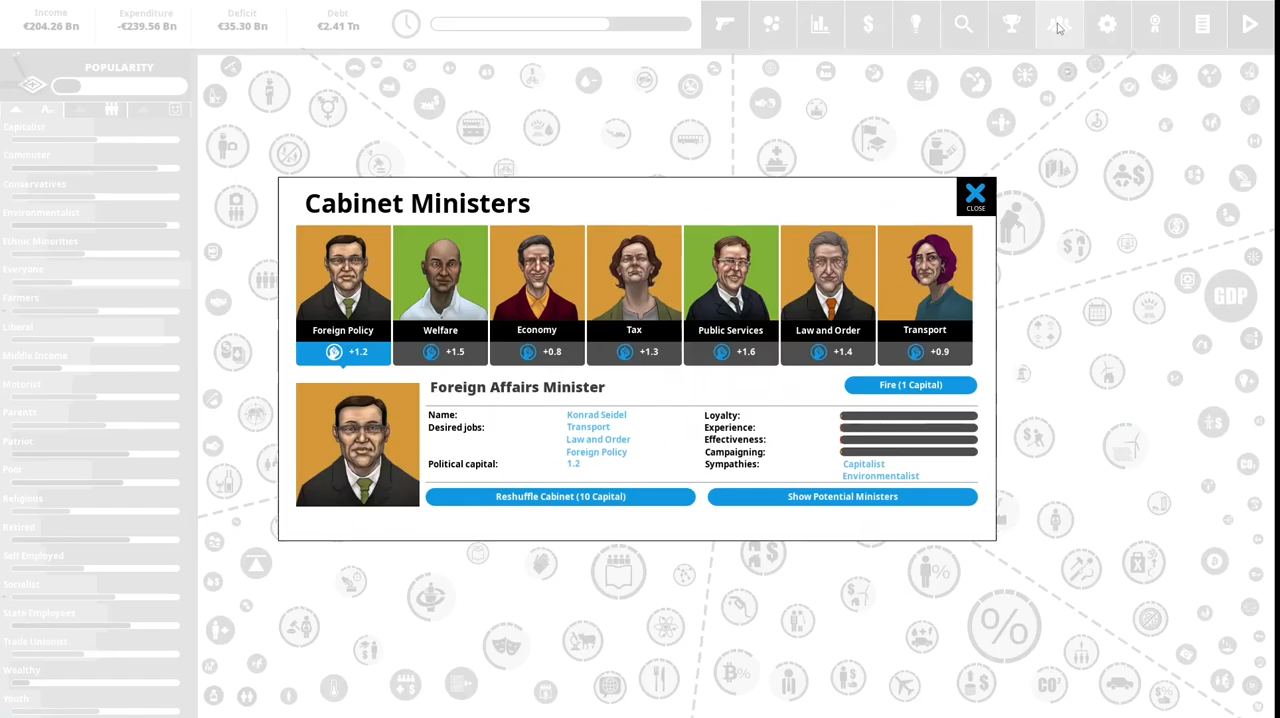 Income
Expenditure
Deficit
Debt
€204.26 Bn
-€239.56 Bn
€35.30 Bn
€2.41 Tn
POPULARITY
Capitalist
Commuter
Conservatives
Environmentalist
Ethnic Minorities
Everyone
Farmers
Liberal
Middle Income
Motorist
Parents
Patriot
Poor
Religious
Retired
Self Employed
Socialist
State Employees
Trade Unionist
Wealthy
Youth
Cabinet Ministers
CLOSE
Foreign Policy
Welfare
Economy
Tax
Public Services
Law and Order
Transport
+1.2
+1.5
+0.8
+1.3
+1.6
+1.4
+0.9
Foreign Affairs Minister
Fire (1 Capital)
Name: Konrad Seidel
Desired jobs: Transport
Law and Order
Foreign Policy
Political capital: 1.2
Loyalty:
Experience:
Effectiveness:
Campaigning:
Sympathies: Capitalist
Environmentalist
Reshuffle Cabinet (10 Capital)
Show Potential Ministers
GDP